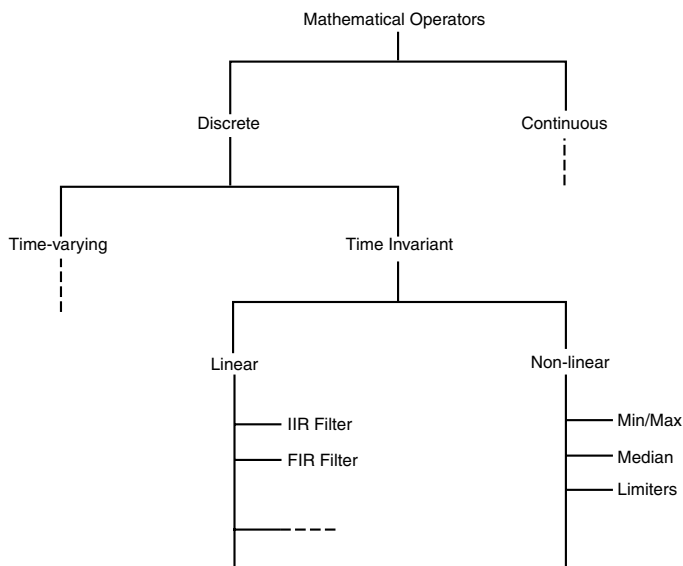 Mathematical Operators
Discrete
Continuous
Time-varying
Time Invariant
Linear
Non-linear
IIR Filter
FIR Filter
Min/Max
Median
Limiters